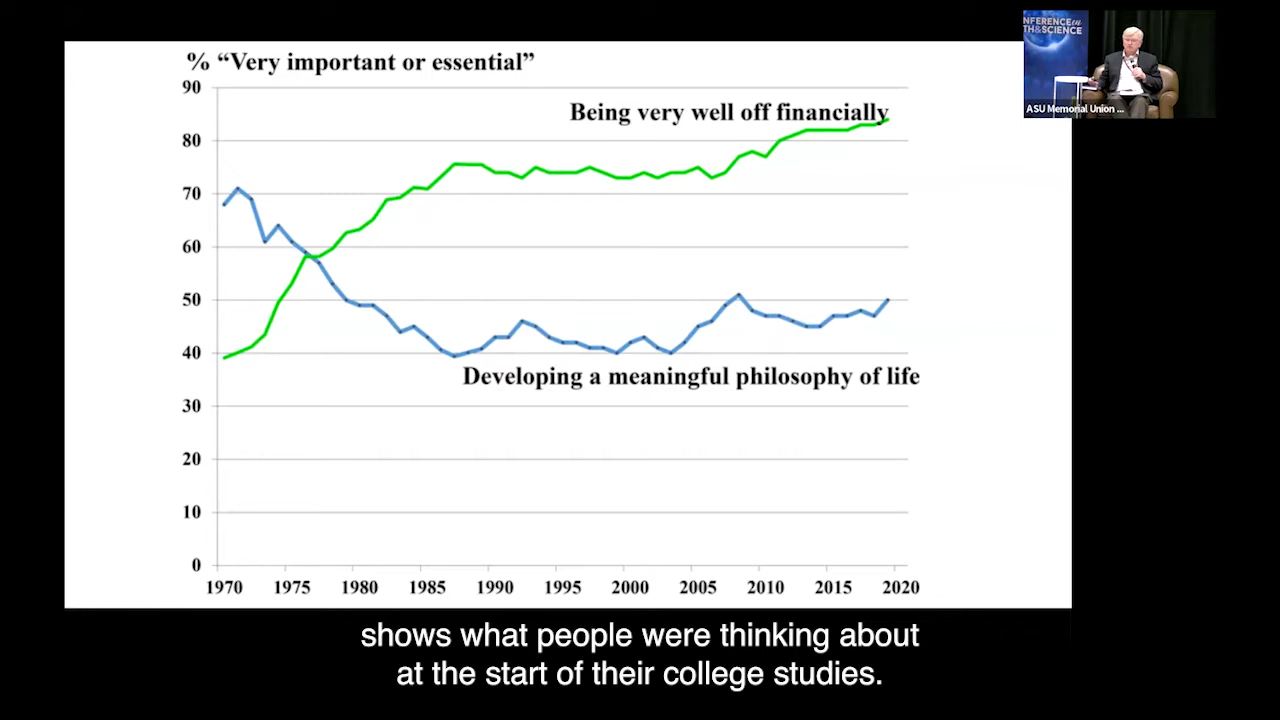 % “Very important or essential”
90
80
70
60
50
40
30
20
10
0
Being very well off financially
Developing a meaningful philosophy of life
1970 1975 1980 1985 1990 1995 2000 2005 2010 2015 2020
NFERENCE in
TH&SCIENCE
ASU Memorial Union ...
shows what people were thinking about
at the start of their college studies.